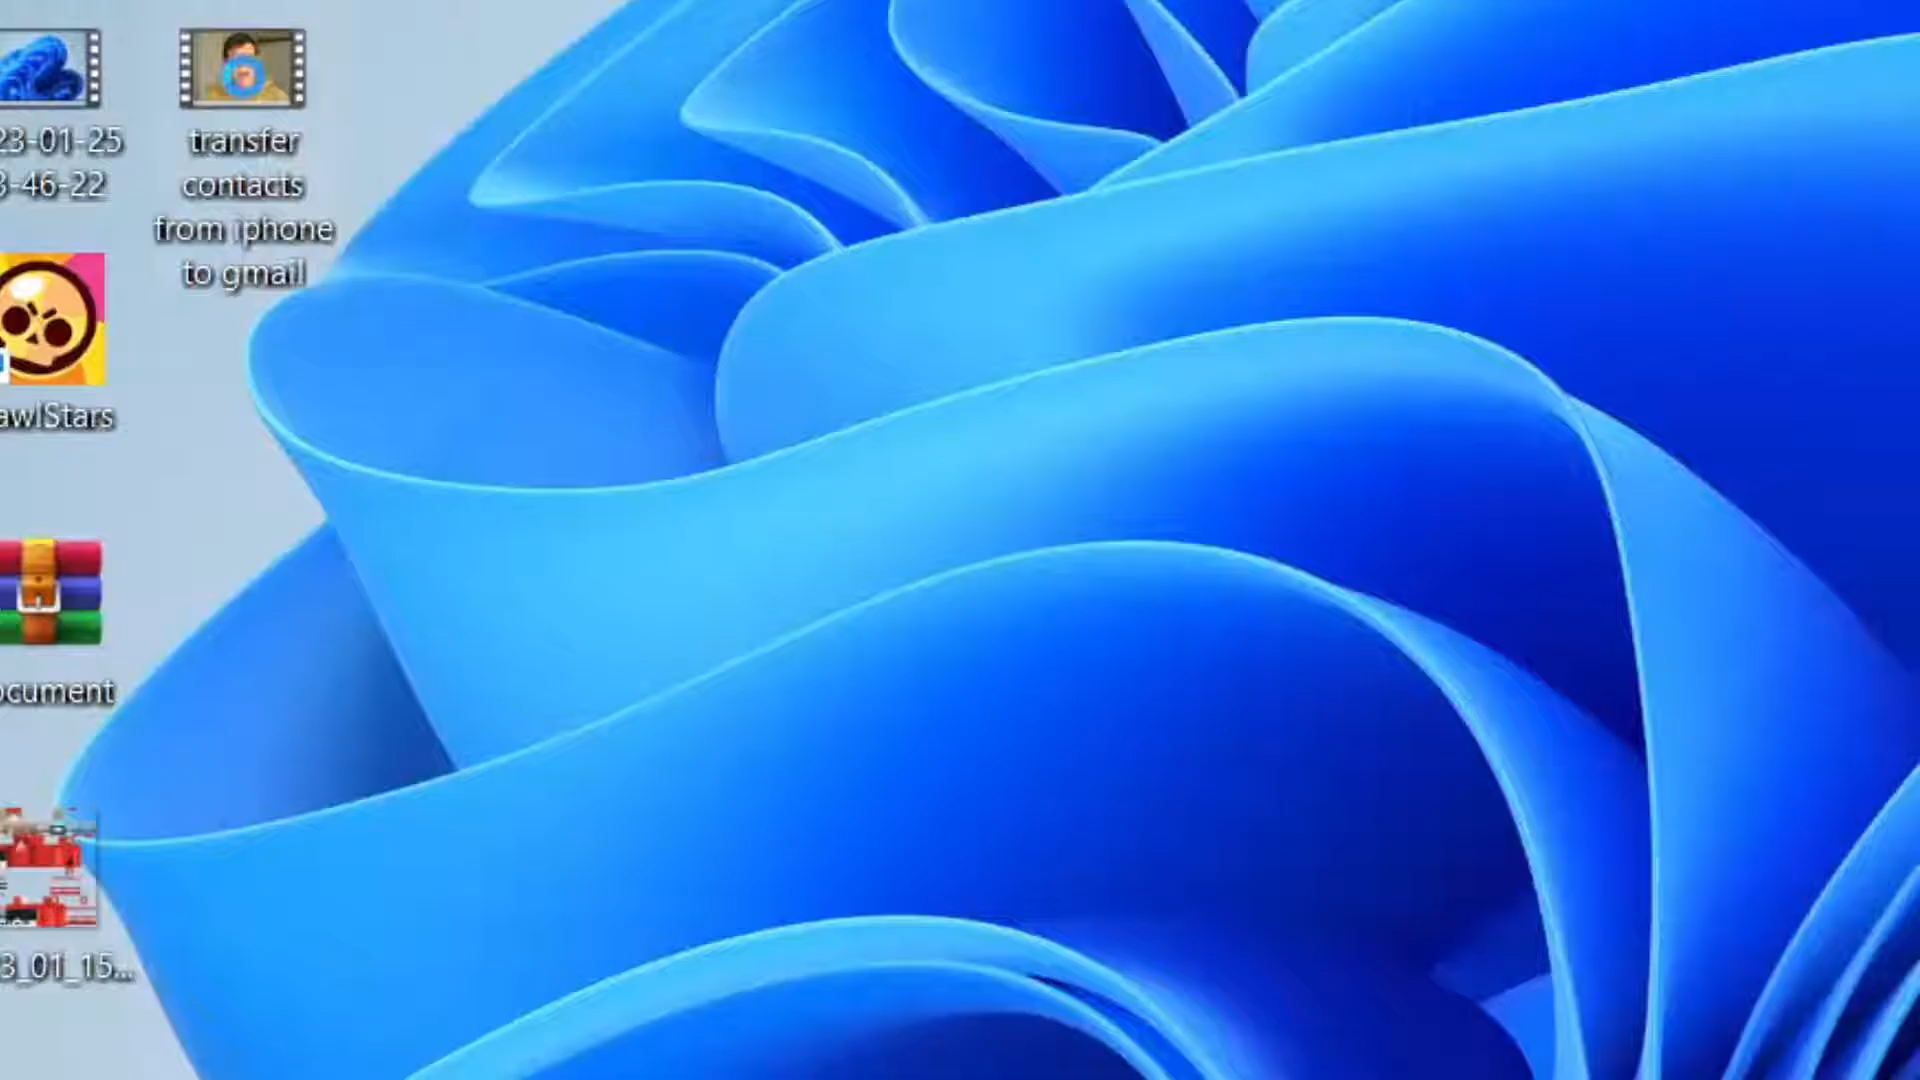 23-01-25
3-46-22
awlStars
ocument
3_01_15...
transfer
contacts
from iphone
to gmail